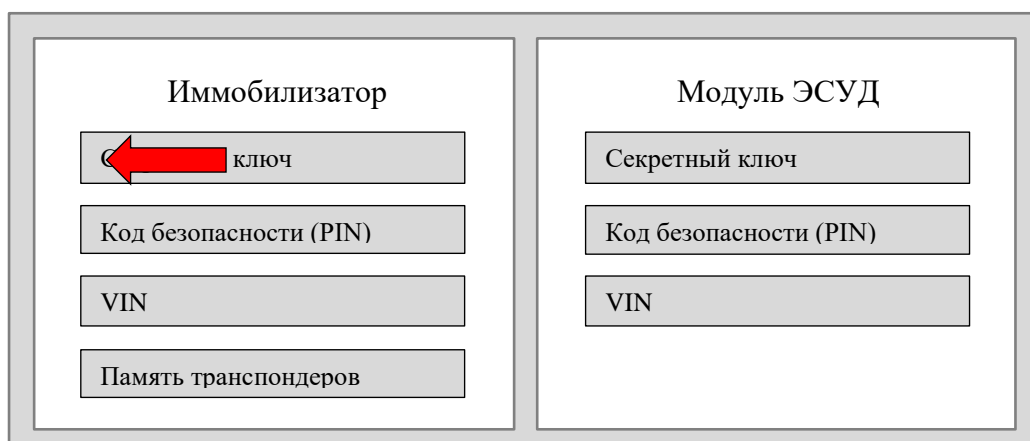 Иммобилизатор
ключ
Код безопасности (PIN)
VIN
Память транспондеров
Модуль ЭСУД
Секретный ключ
Код безопасности (PIN)
VIN